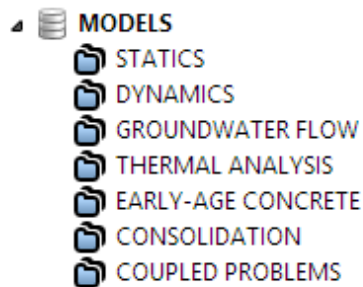 MODELS
STATICS
DYNAMICS
GROUNDWATER FLOW
THERMAL ANALYSIS
EARLY-AGE CONCRETE
CONSOLIDATION
COUPLED PROBLEMS